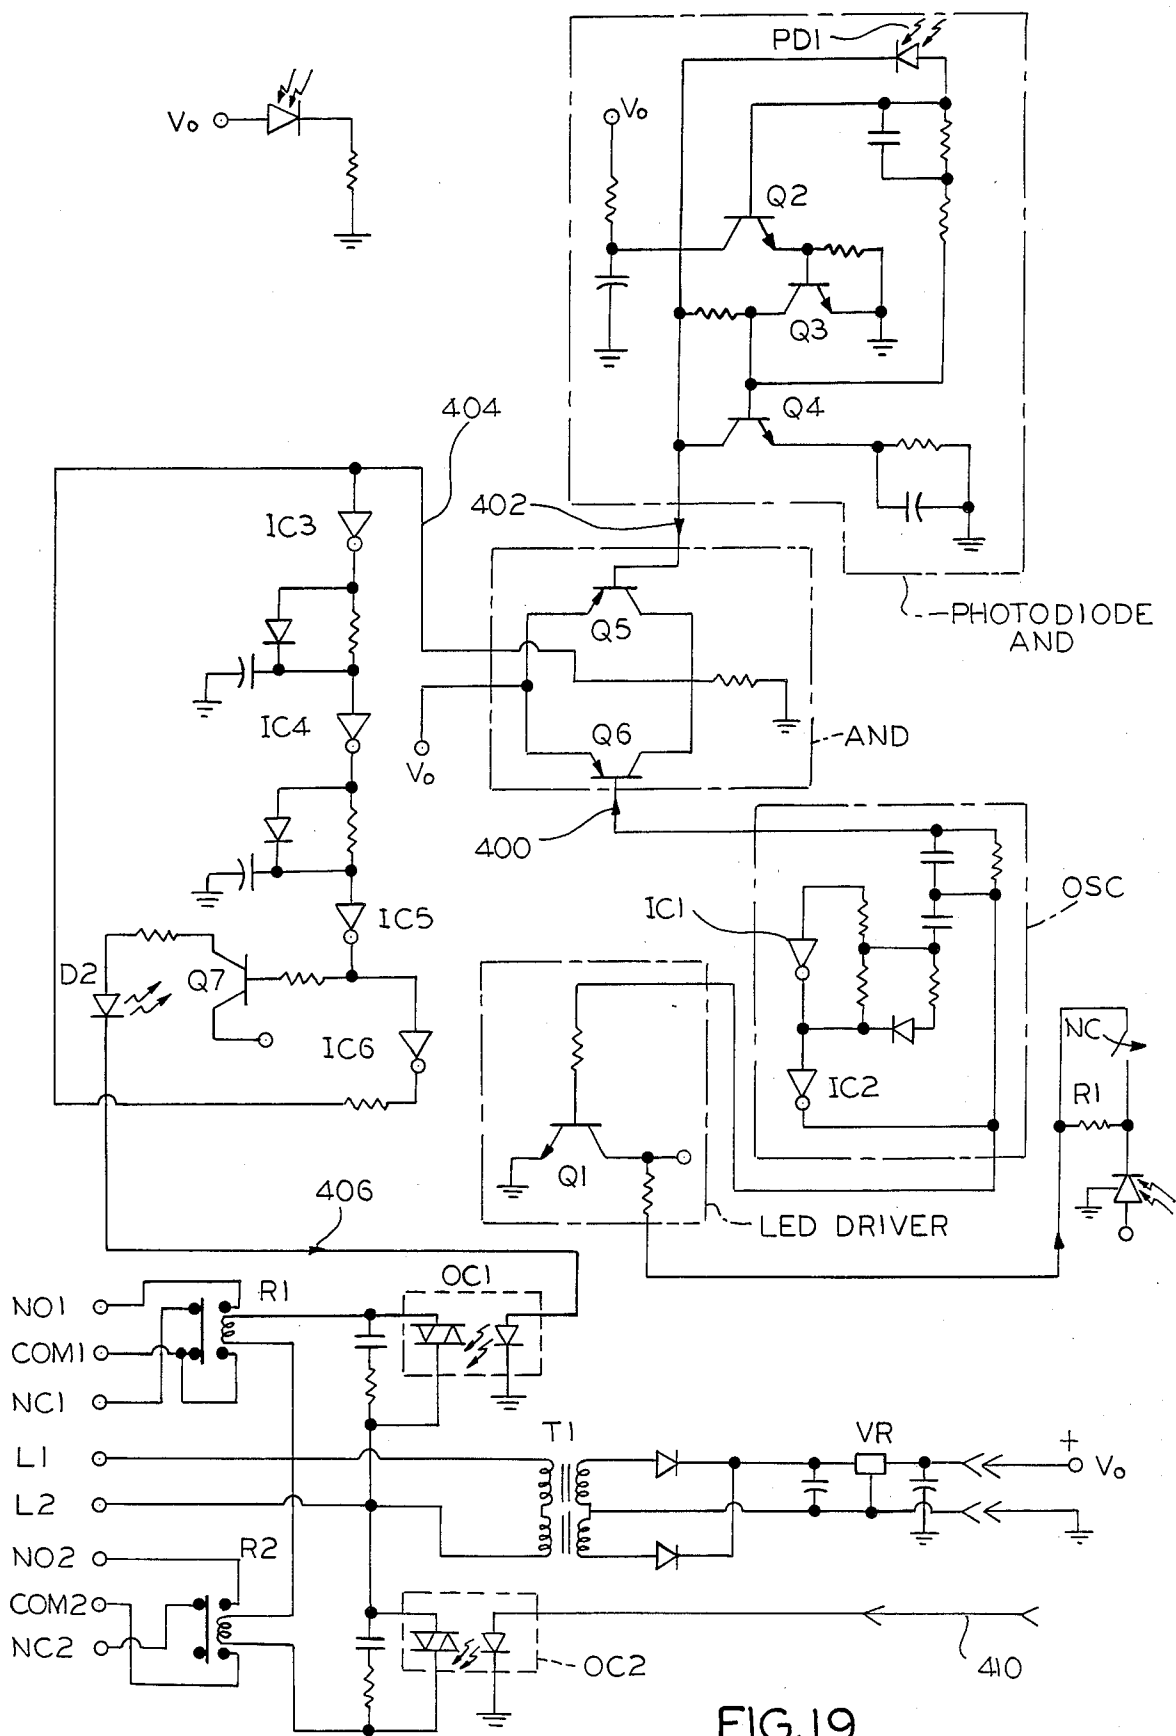 PD1
Vo
Vo
Q2
Q3
Q4
404
402
IC3
PHOTODIODE
AND
Q5
IC4
Q6
AND
Vo
400
OSC
IC1
IC5
D2
Q7
NC
IC6
IC2
R1
Q1
406
LED DRIVER
OC1
NO1
R1
COM1
NC1
T1
VR
+
L1
Vo
L2
NO2
R2
COM2
NC2
OC2
410
FIG.19